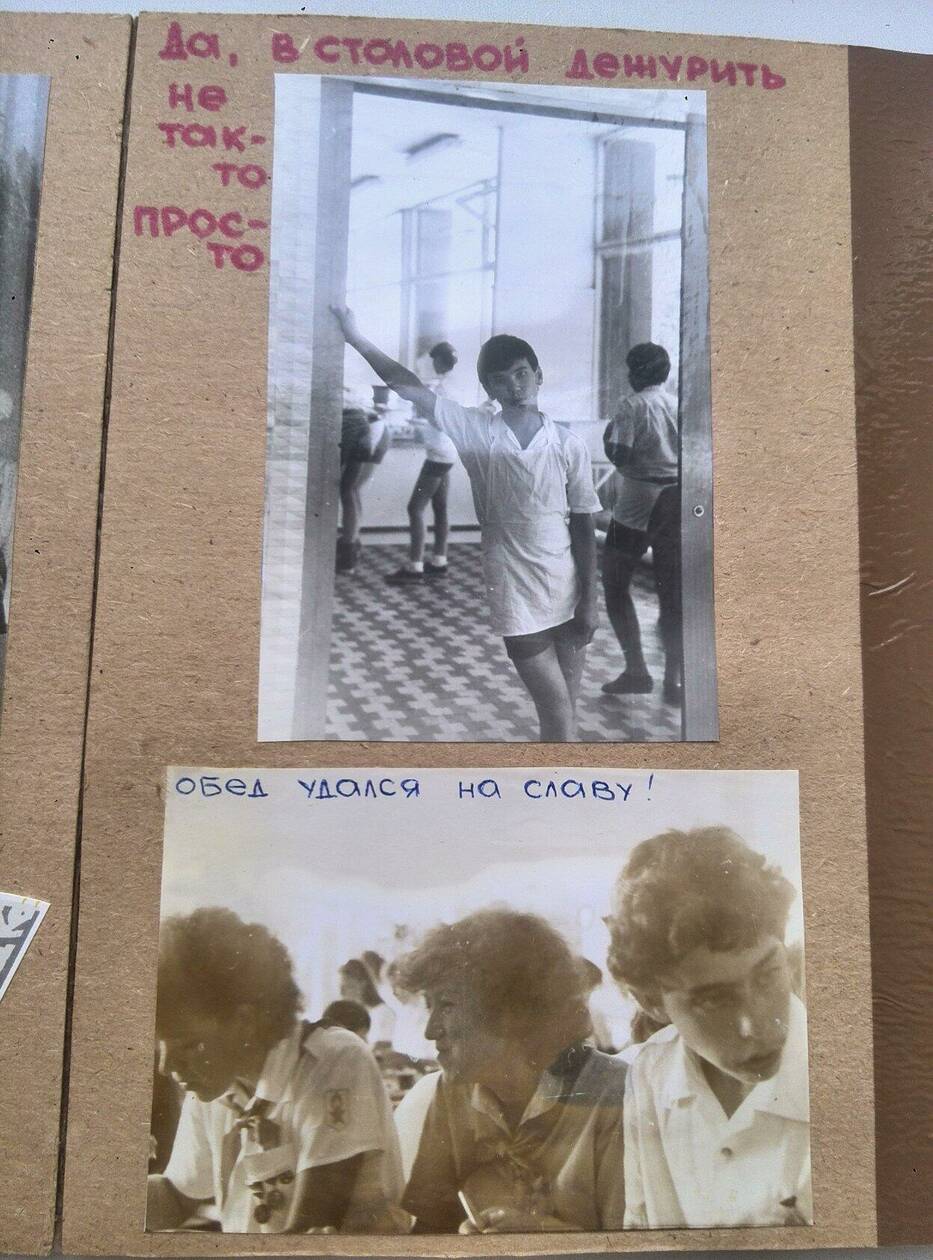 Да, в столовой дежурить
не
так-
то
прос-
то
обед удался на славу!